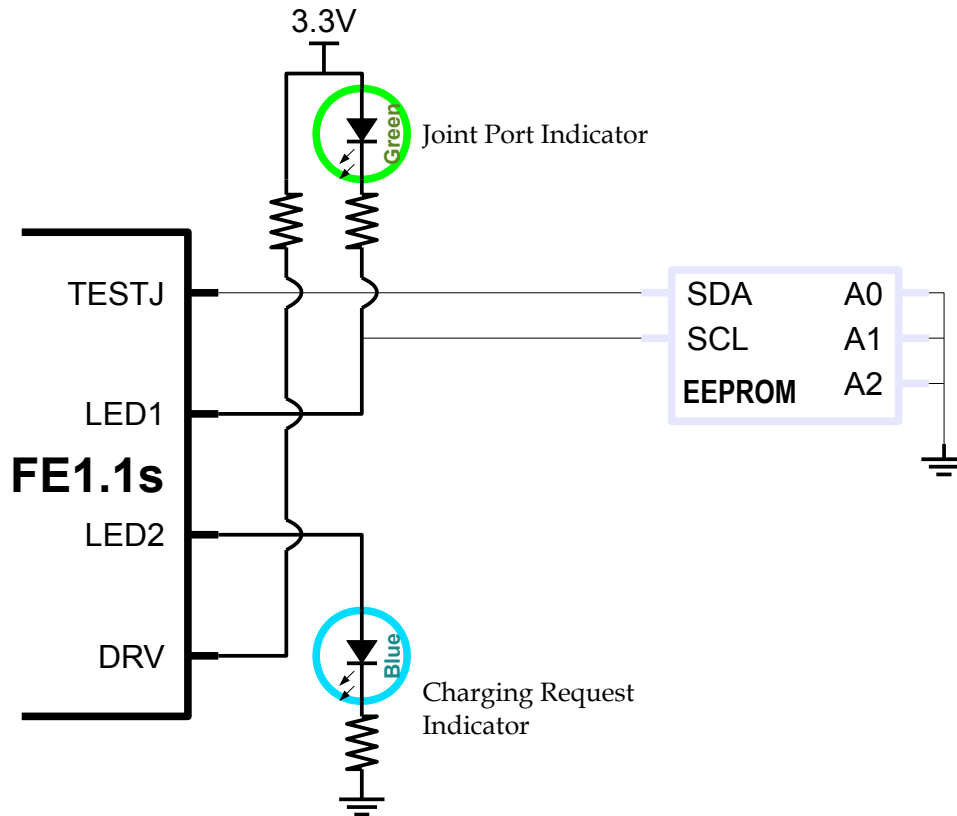 3.3V
Green
Joint Port Indicator
TESTJ
SDA
A0
SCL
A1
EEPROM
A2
LED1
FE1.1s
LED2
DRV
Blue
Charging Request
Indicator